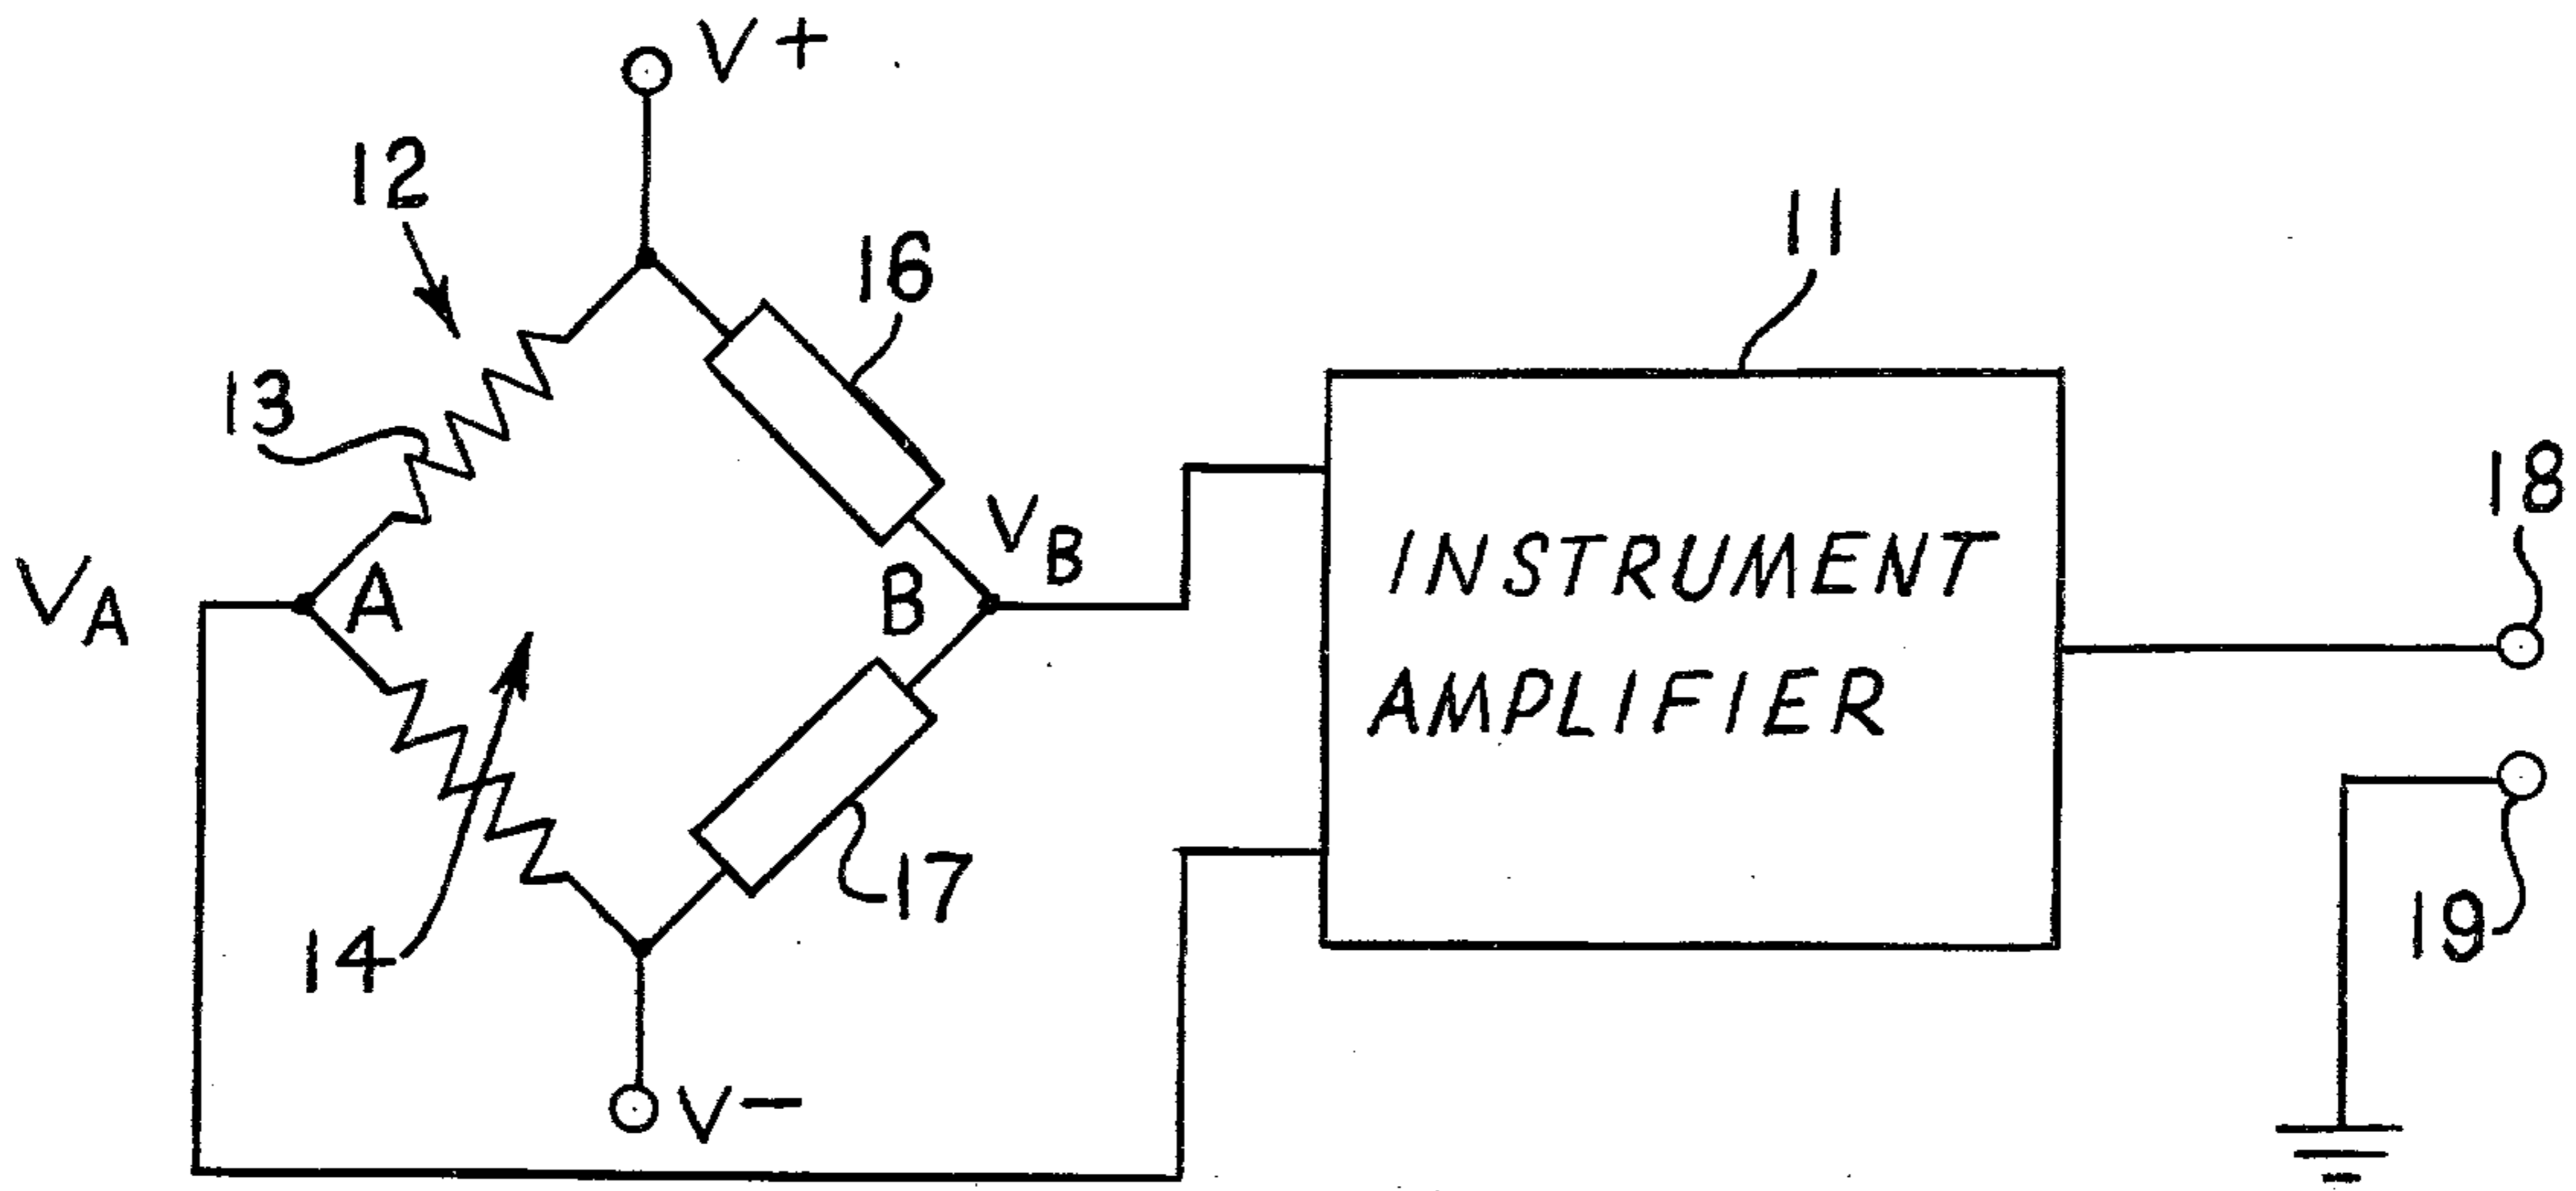 V+
12
16
11
13
18
VB
VA
A
B
INSTRUMENT
AMPLIFIER
14
17
19
V-